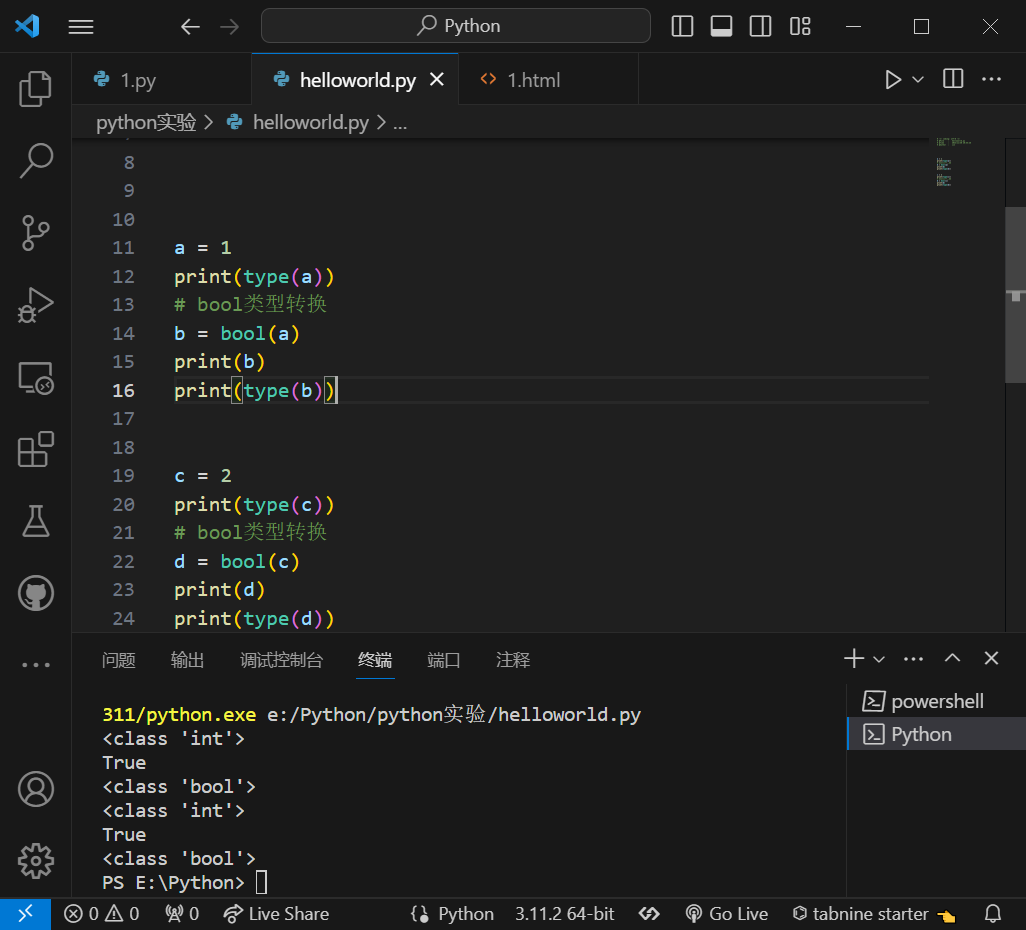 Python
1.py
helloworld.py
1.html
python实验 > helloworld.py > ...
8
9
10
11 a = 1
12 print(type(a))
13 # bool类型转换
14 b = bool(a)
15 print(b)
16 print(type(b))
17
18
19 c = 2
20 print(type(c))
21 # bool类型转换
22 d = bool(c)
23 print(d)
24 print(type(d))
问题 输出 调试控制台 终端 端口 注释
311/python.exe e:/Python/python实验/helloworld.py
<class 'int'>
True
<class 'bool'>
<class 'int'>
True
<class 'bool'>
PS E:\Python>
powershell
Python
0 0 0 Live Share Python 3.11.2 64-bit Go Live tabnine starter